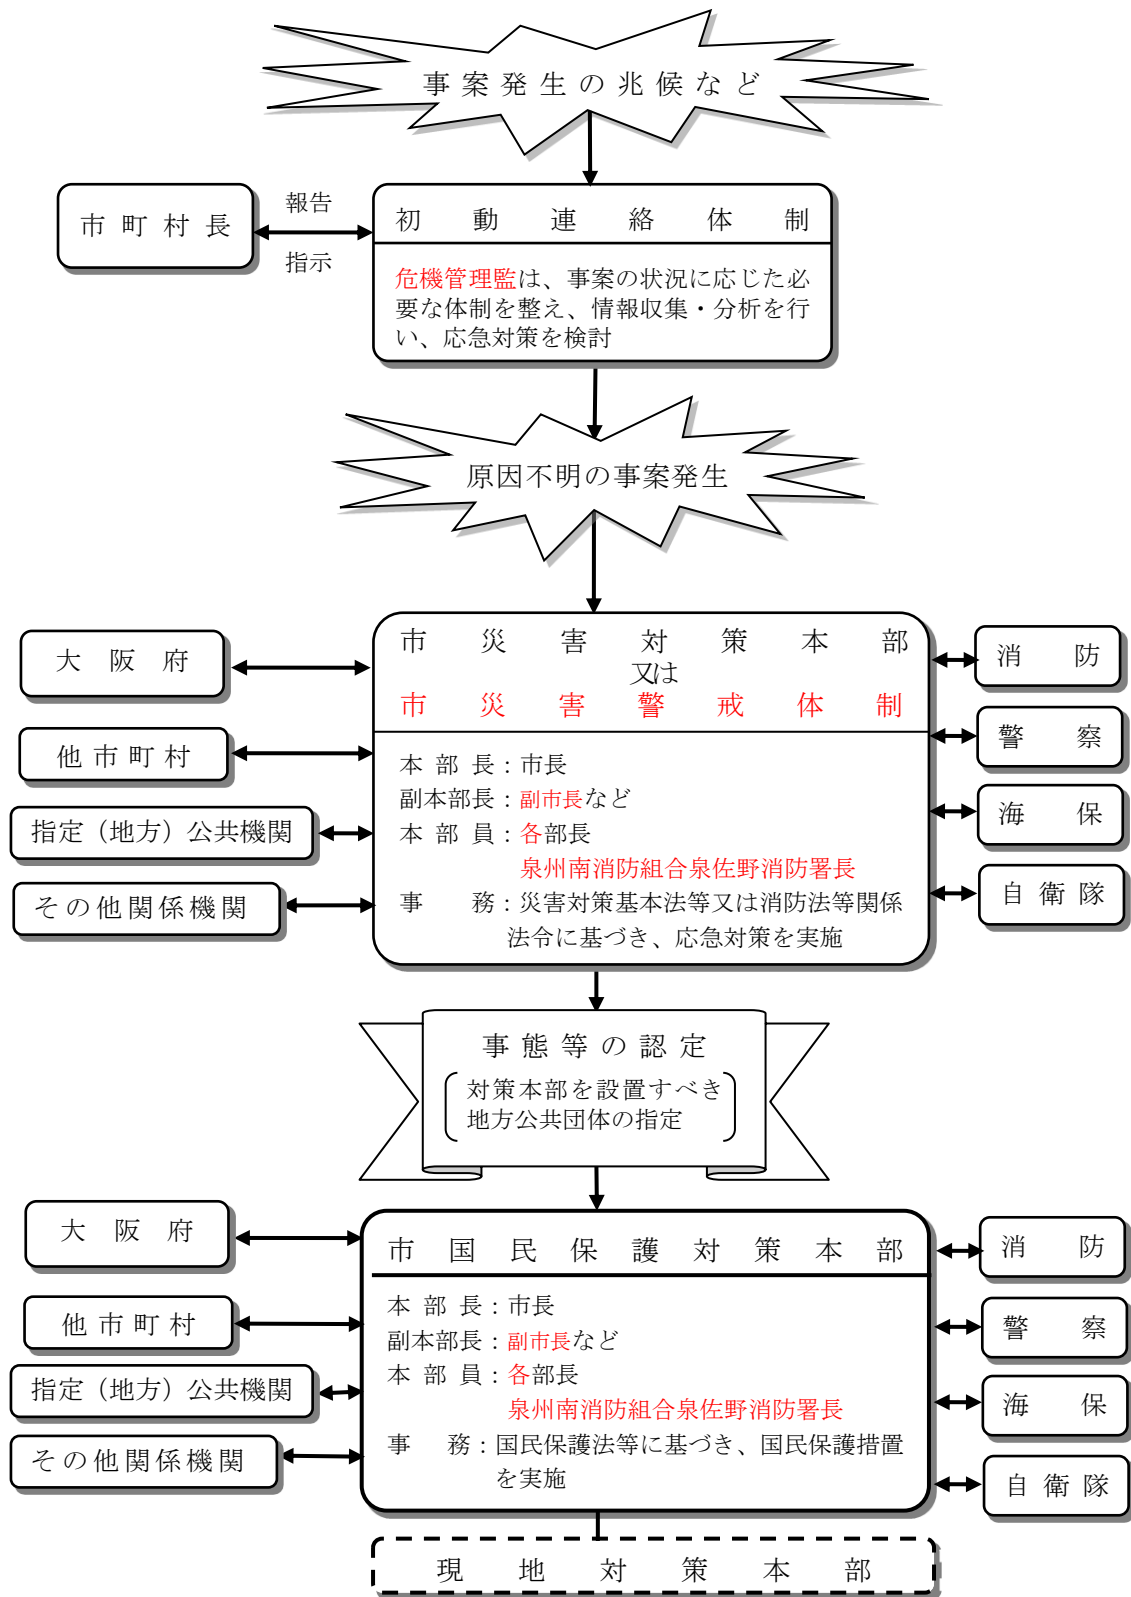 事案発生の兆候など
市町村長
報告
指示
初動連絡体制
危機管理監は、事案の状況に応じた必
要な体制を整え、情報収集・分析を行
い、応急対策を検討
原因不明の事案発生
大阪府
他市町村
指定（地方）公共機関
その他関係機関
市災害対策本部
又は
市災害警戒体制
本部長：市長
副本部長：副市長など
本部員：各部長
泉州南消防組合泉佐野消防署長
事務：災害対策基本法等又は消防法等関係
法令に基づき、応急対策を実施
消防
警察
海保
自衛隊
事態等の認定
対策本部を設置すべき
地方公共団体の指定
大阪府
他市町村
指定（地方）公共機関
その他関係機関
市国民保護対策本部
本部長：市長
副本部長：副市長など
本部員：各部長
泉州南消防組合泉佐野消防署長
事務：国民保護法等に基づき、国民保護措置
を実施
消防
警察
海保
自衛隊
現地対策本部